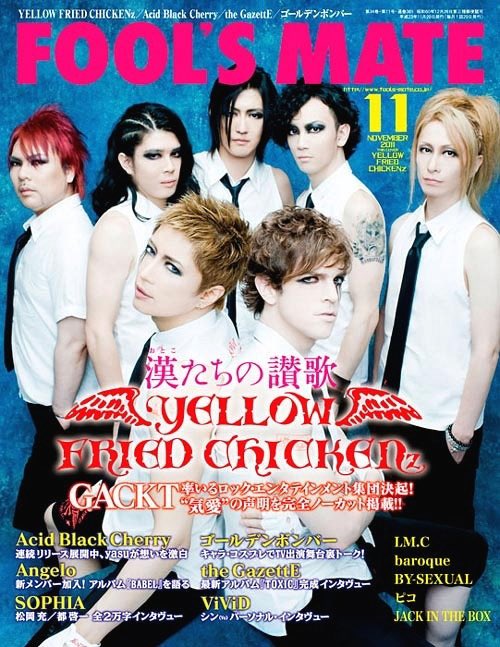 YELLOW FRIED CHICKENz/Acid Black Cherry/the GazettE/ゴールデンボンバー
FOOL'S MATE
http://www.fools-mate.co.jp/
11
NOVEMBER
2011
YELLOW
FRIED
CHICKENz
おとこ
漢たちの讃歌
YELLOW
FRIED CHICKENz
GACKT率いるロックエンタテインメント集団決起!
“気愛”の声明を完全ノーカット掲載!!
Acid Black Cherry
連続リリース展開中、yasuが想いを激白
Angelo
新メンバー加入!アルバム『BABEL』を語る
SOPHIA
松岡 充/都 啓一 全2万字インタヴュー
ゴールデンボンバー
キャラ・コスプレでTV出演舞台裏トーク!
the GazettE
最新アルバム『TOXIC』完成インタヴュー
ViViD
シン(Vo)パーソナル・インタヴュー
I.M.C
baroque
BY-SEXUAL
ピコ
JACK IN THE BOX